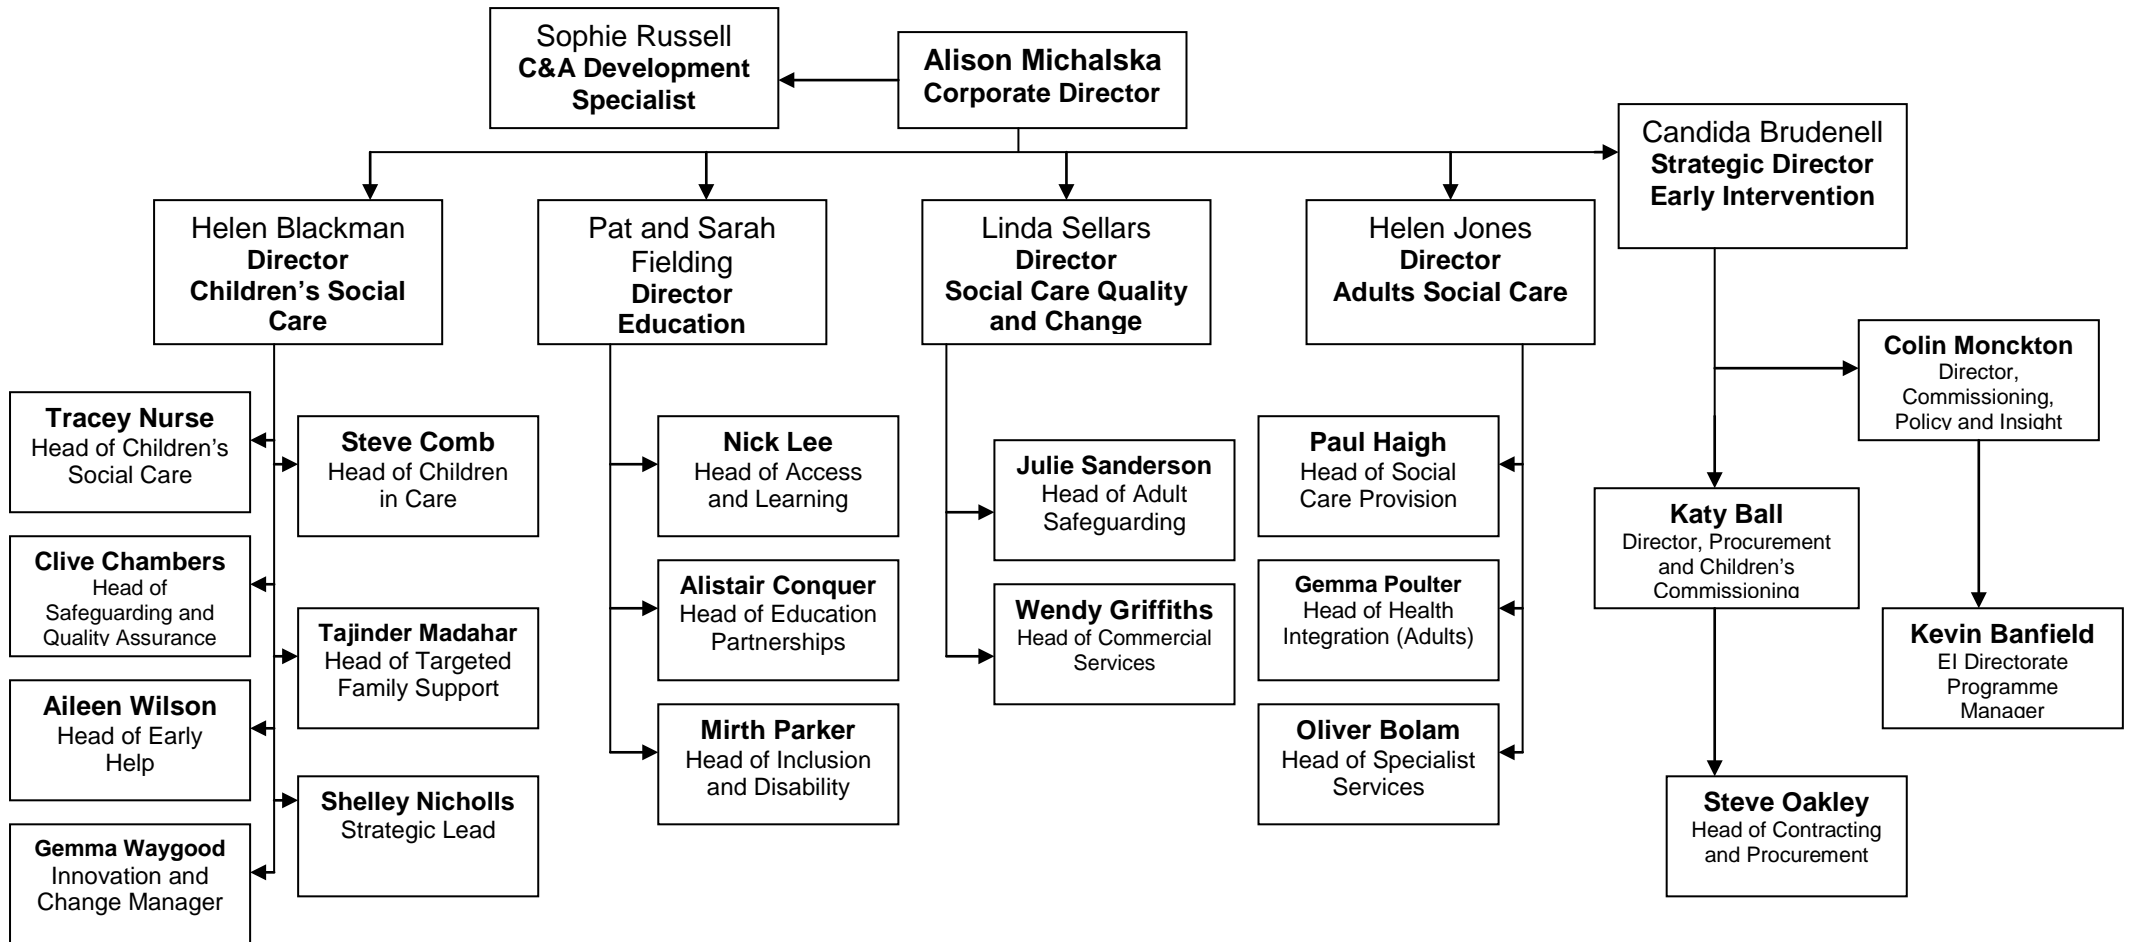 Sophie Russell
C&A Development
Specialist
Alison Michalska
Corporate Director
Candida Brudenell
Strategic Director
Early Intervention
Helen Blackman
Director
Children's Social
Care
Pat and Sarah
Fielding
Director
Education
Linda Sellars
Director
Social Care Quality
and Change
Helen Jones
Director
Adults Social Care
Colin Monckton
Director,
Commissioning,
Policy and Insight
Tracey Nurse
Head of Children's
Social Care
Steve Comb
Head of Children
in Care
Nick Lee
Head of Access
and Learning
Julie Sanderson
Head of Adult
Safeguarding
Paul Haigh
Head of Social
Care Provision
Katy Ball
Director, Procurement
and Children's
Commissioning
Clive Chambers
Head of
Safeguarding and
Quality Assurance
Tajinder Madahar
Head of Targeted
Family Support
Alistair Conquer
Head of Education
Partnerships
Wendy Griffiths
Head of Commercial
Services
Gemma Poulter
Head of Health
Integration (Adults)
Kevin Banfield
EI Directorate
Programme
Manager
Aileen Wilson
Head of Early
Help
Shelley Nicholls
Strategic Lead
Mirth Parker
Head of Inclusion
and Disability
Oliver Bolam
Head of Specialist
Services
Steve Oakley
Head of Contracting
and Procurement
Gemma Waygood
Innovation and
Change Manager